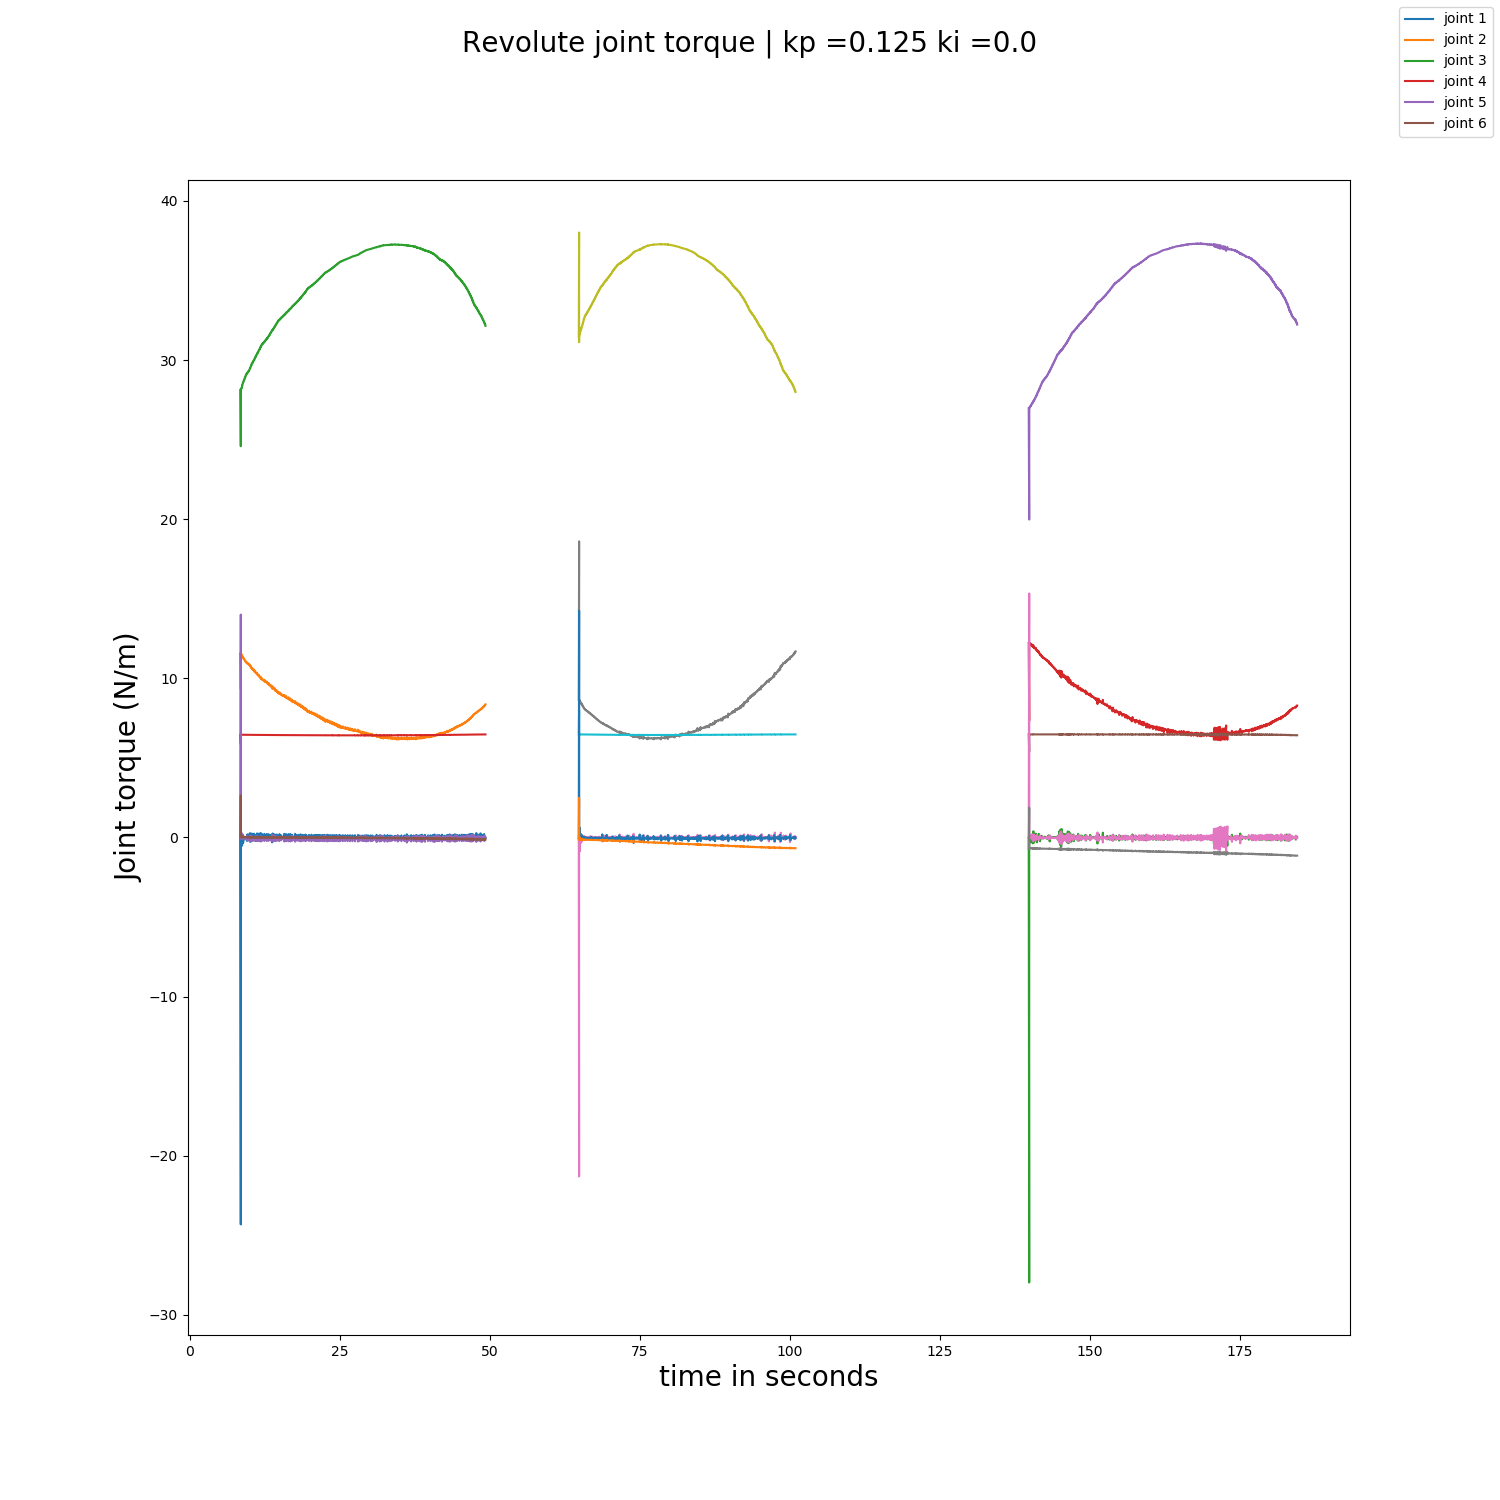 Revolute joint torque | kp =0.125 ki =0.0
joint 1
joint 2
joint 3
joint 4
joint 5
joint 6
40
30
20
10
0
−10
−20
−30
Joint torque (N/m)
0 25 50 75 100 125 150 175
time in seconds